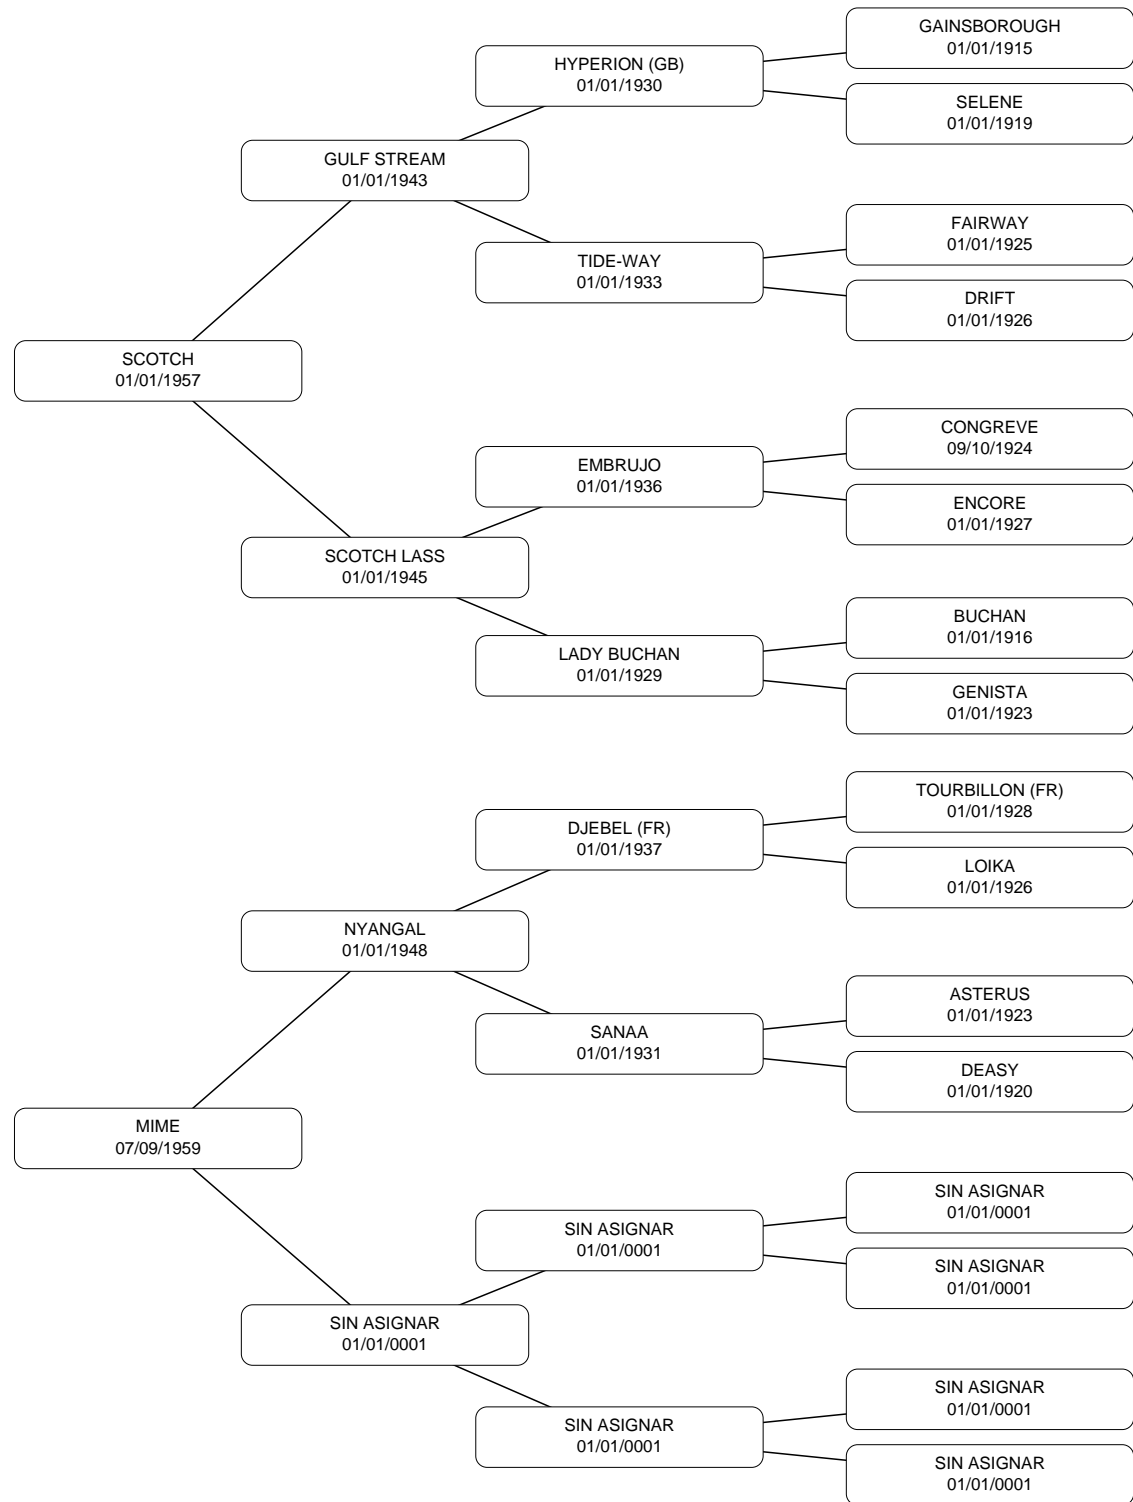 GAINSBOROUGH
01/01/1915
HYPERION (GB)
01/01/1930
SELENE
01/01/1919
GULF STREAM
01/01/1943
FAIRWAY
01/01/1925
TIDE-WAY
01/01/1933
DRIFT
01/01/1926
SCOTCH
01/01/1957
CONGREVE
09/10/1924
EMBRUJO
01/01/1936
ENCORE
01/01/1927
SCOTCH LASS
01/01/1945
BUCHAN
01/01/1916
LADY BUCHAN
01/01/1929
GENISTA
01/01/1923
TOURBILLON (FR)
01/01/1928
DJEBEL (FR)
01/01/1937
LOIKA
01/01/1926
NYANGAL
01/01/1948
ASTERUS
01/01/1923
SANAA
01/01/1931
DEASY
01/01/1920
MIME
07/09/1959
SIN ASIGNAR
01/01/0001
SIN ASIGNAR
01/01/0001
SIN ASIGNAR
01/01/0001
SIN ASIGNAR
01/01/0001
SIN ASIGNAR
01/01/0001
SIN ASIGNAR
01/01/0001
SIN ASIGNAR
01/01/0001